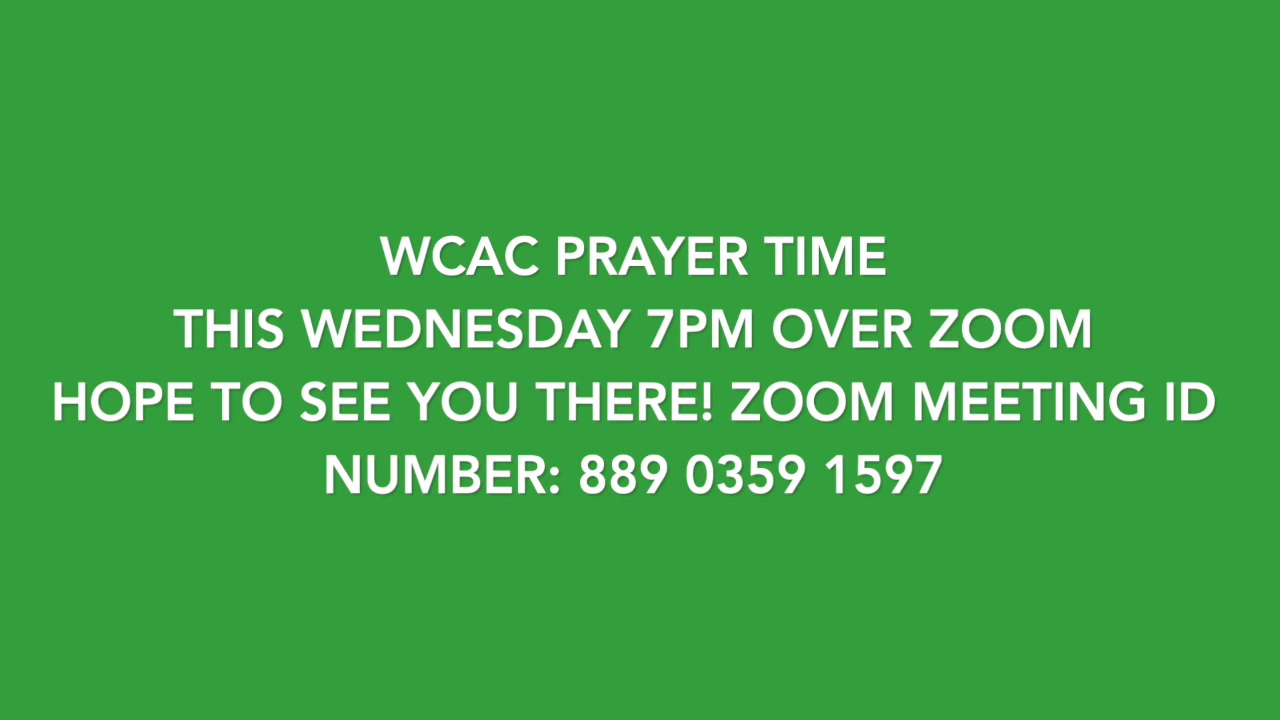 WCAC PRAYER TIME
THIS WEDNESDAY 7PM OVER ZOOM
HOPE TO SEE YOU THERE! ZOOM MEETING ID
NUMBER: 889 0359 1597